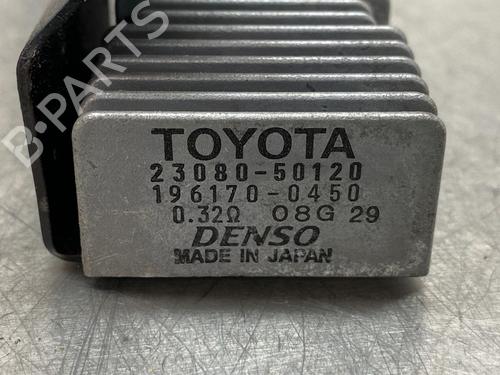 B-PARTS
TOYOTA
23080-50120
196170-0450
0.32Ω 08G 29
DENSO
MADE IN JAPAN